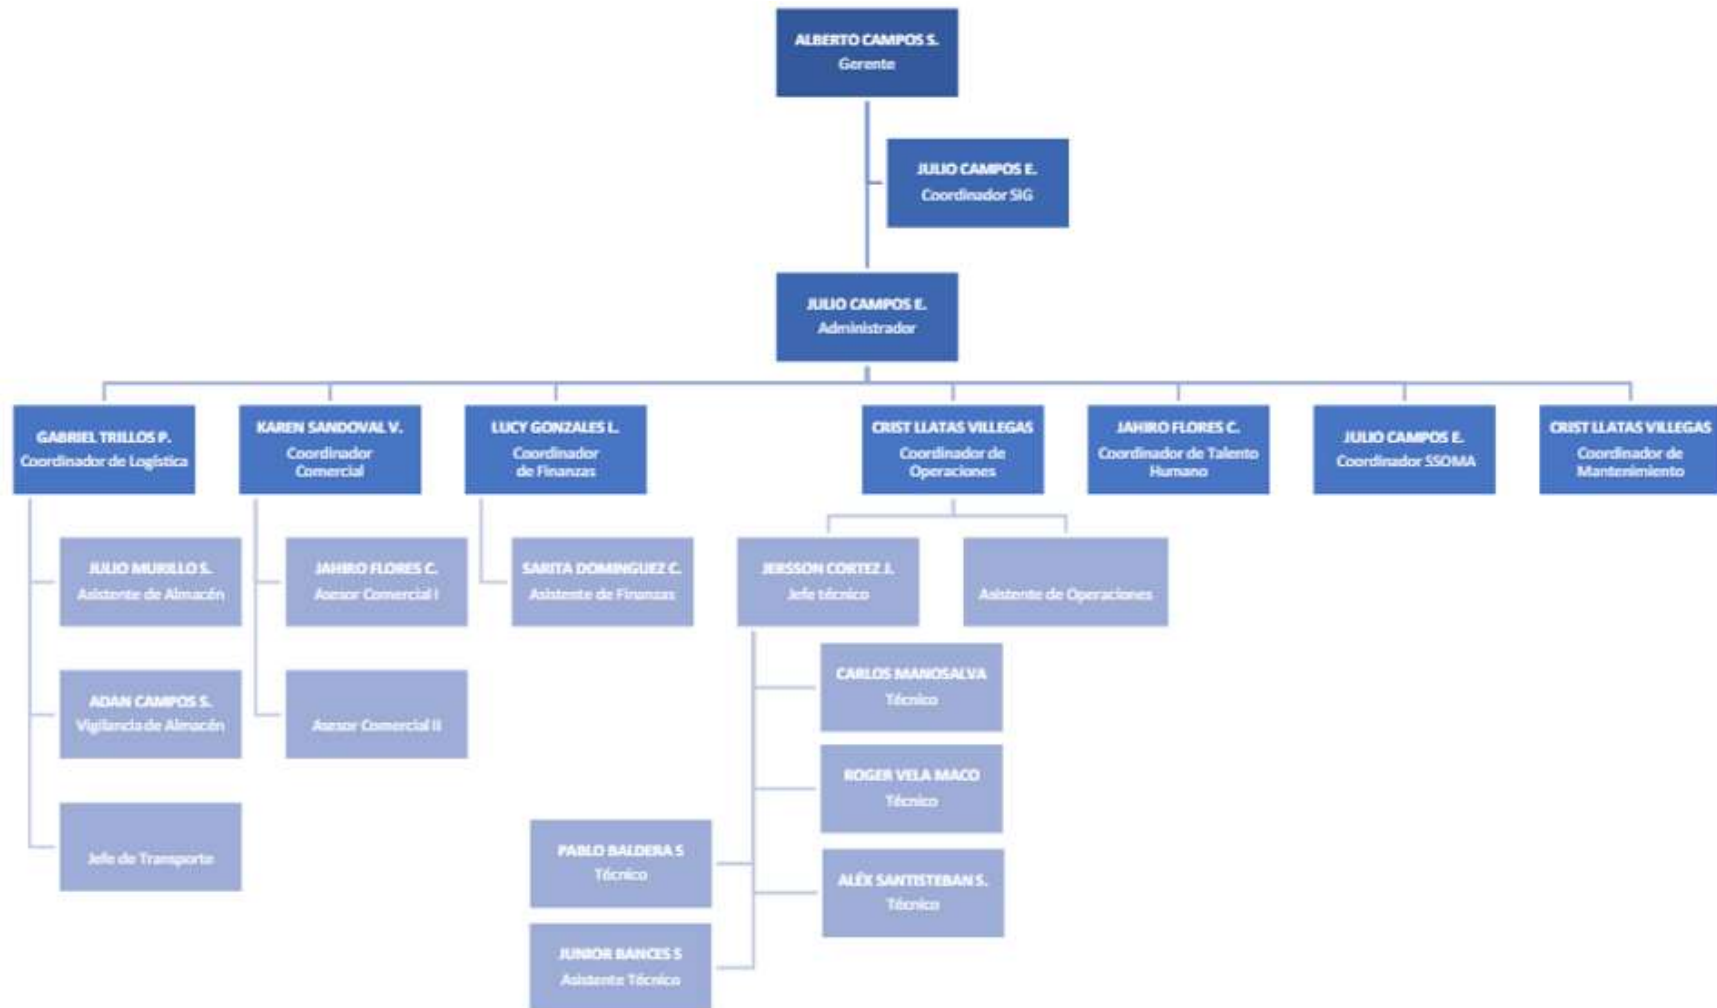 ALBERTO CAMPOS S.
Gerente
JULIO CAMPOS E.
Coordinador SIG
JULIO CAMPOS E.
Administrador
GABRIEL TRILLOS P.
Coordinador de Logística
KAREN SANDOVAL V.
Coordinador
Comercial
LUCY GONZALES L.
Coordinador
de Finanzas
CRIST LLATAS VILLEGAS
Coordinador de
Operaciones
JAHIRO FLORES C.
Coordinador de Talento
Humano
JULIO CAMPOS E.
Coordinador SSOMA
CRIST LLATAS VILLEGAS
Coordinador de
Mantenimiento
JULIO MURILLO S.
Asistente de Almacén
JAHIRO FLORES C.
Asesor Comercial I
SARITA DOMINGUEZ C.
Asistente de Finanzas
JERSSON CORTEZ J.
Jefe técnico
Asistente de Operaciones
ADAN CAMPOS S.
Vigilancia de Almacén
Asesor Comercial II
CARLOS MANOSALVA
Técnico
Jefe de Transporte
ROGER VELA MACO
Técnico
PABLO BALDERA S
Técnico
ALÉX SANTISTEBAN S.
Técnico
JUNIOR BANCES S
Asistente Técnico